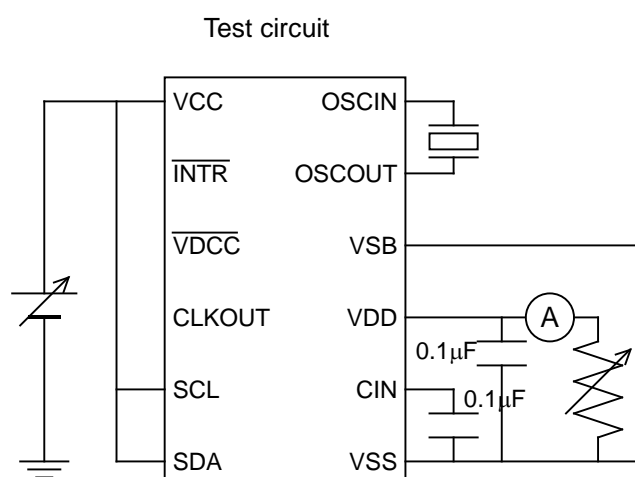 Test circuit
VCC OSCIN
INTR OSCOUT
VDCC VSB
CLKOUT VDD A
0.1μF
SCL CIN 0.1μF
SDA VSS